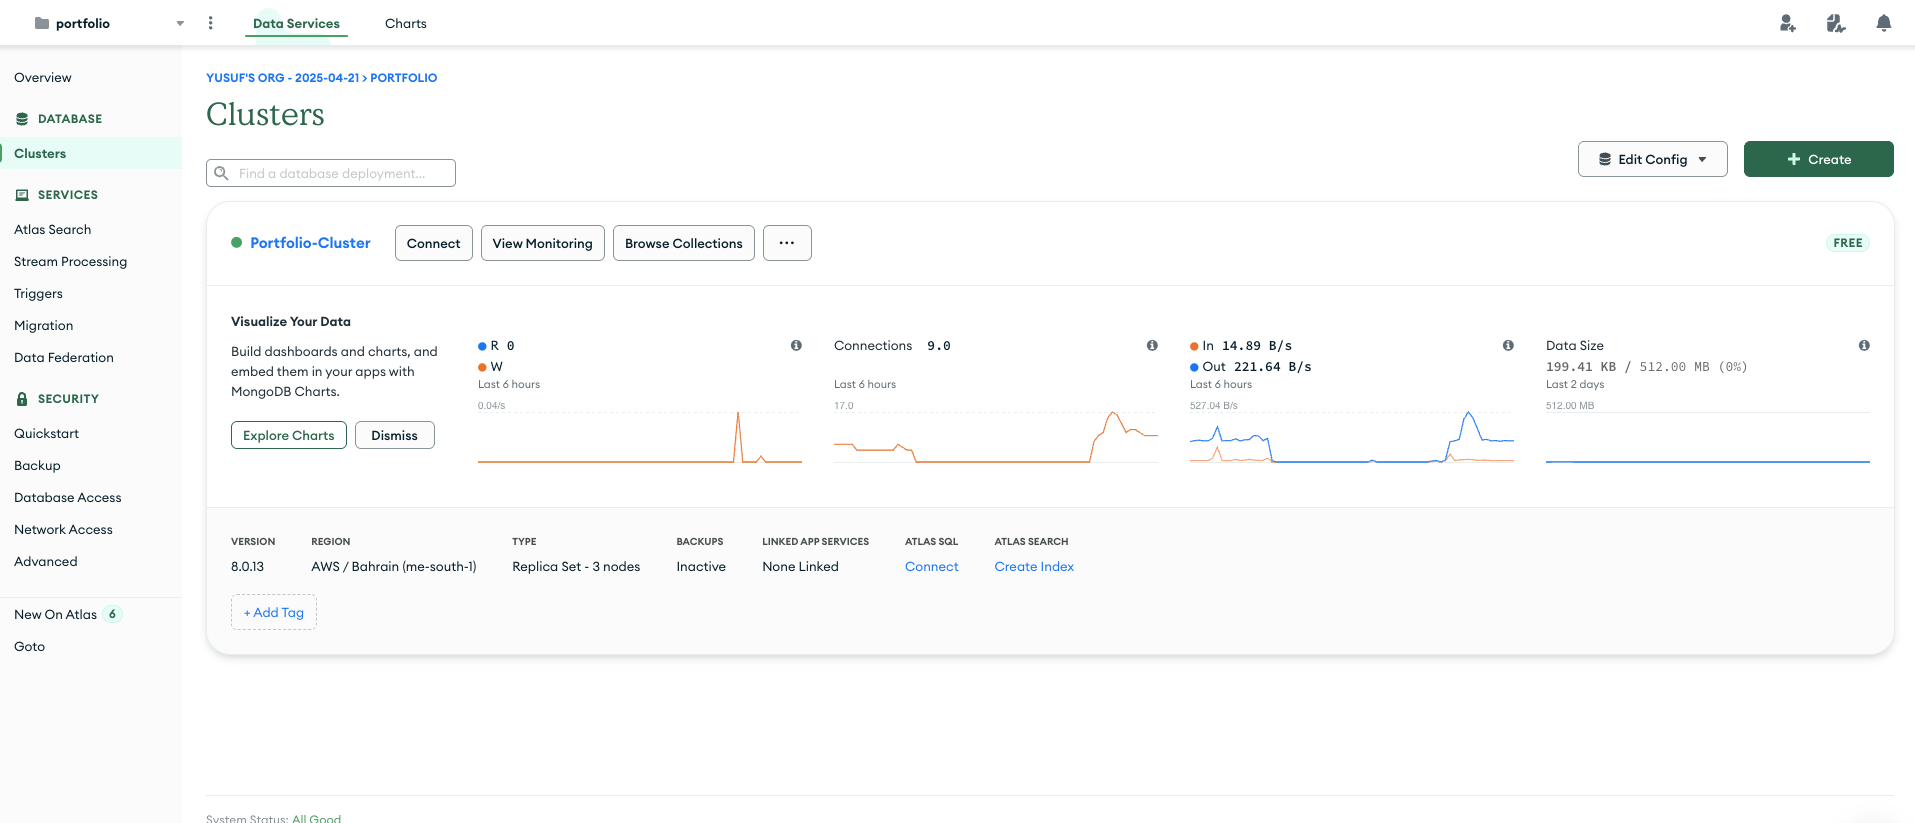 portfolio
Data Services
Charts
Overview
DATABASE
Clusters
SERVICES
Atlas Search
Stream Processing
Triggers
Migration
Data Federation
SECURITY
Quickstart
Backup
Database Access
Network Access
Advanced
New On Atlas 6
Goto
YUSUF'S ORG - 2025-04-21 > PORTFOLIO
Clusters
Find a database deployment...
Edit Config
+ Create
Portfolio-Cluster
Connect
View Monitoring
Browse Collections
...
FREE
Visualize Your Data
Build dashboards and charts, and
embed them in your apps with
MongoDB Charts.
Explore Charts
Dismiss
R 0
W
Last 6 hours
0.04/s
Connections 9.0
Last 6 hours
17.0
In 14.89 B/s
Out 221.64 B/s
Last 6 hours
527.04 B/s
Data Size
199.41 KB / 512.00 MB (0%)
Last 2 days
512.00 MB
VERSION
8.0.13
REGION
AWS / Bahrain (me-south-1)
TYPE
Replica Set - 3 nodes
BACKUPS
Inactive
LINKED APP SERVICES
None Linked
ATLAS SQL
Connect
ATLAS SEARCH
Create Index
+ Add Tag
System Status: All Good